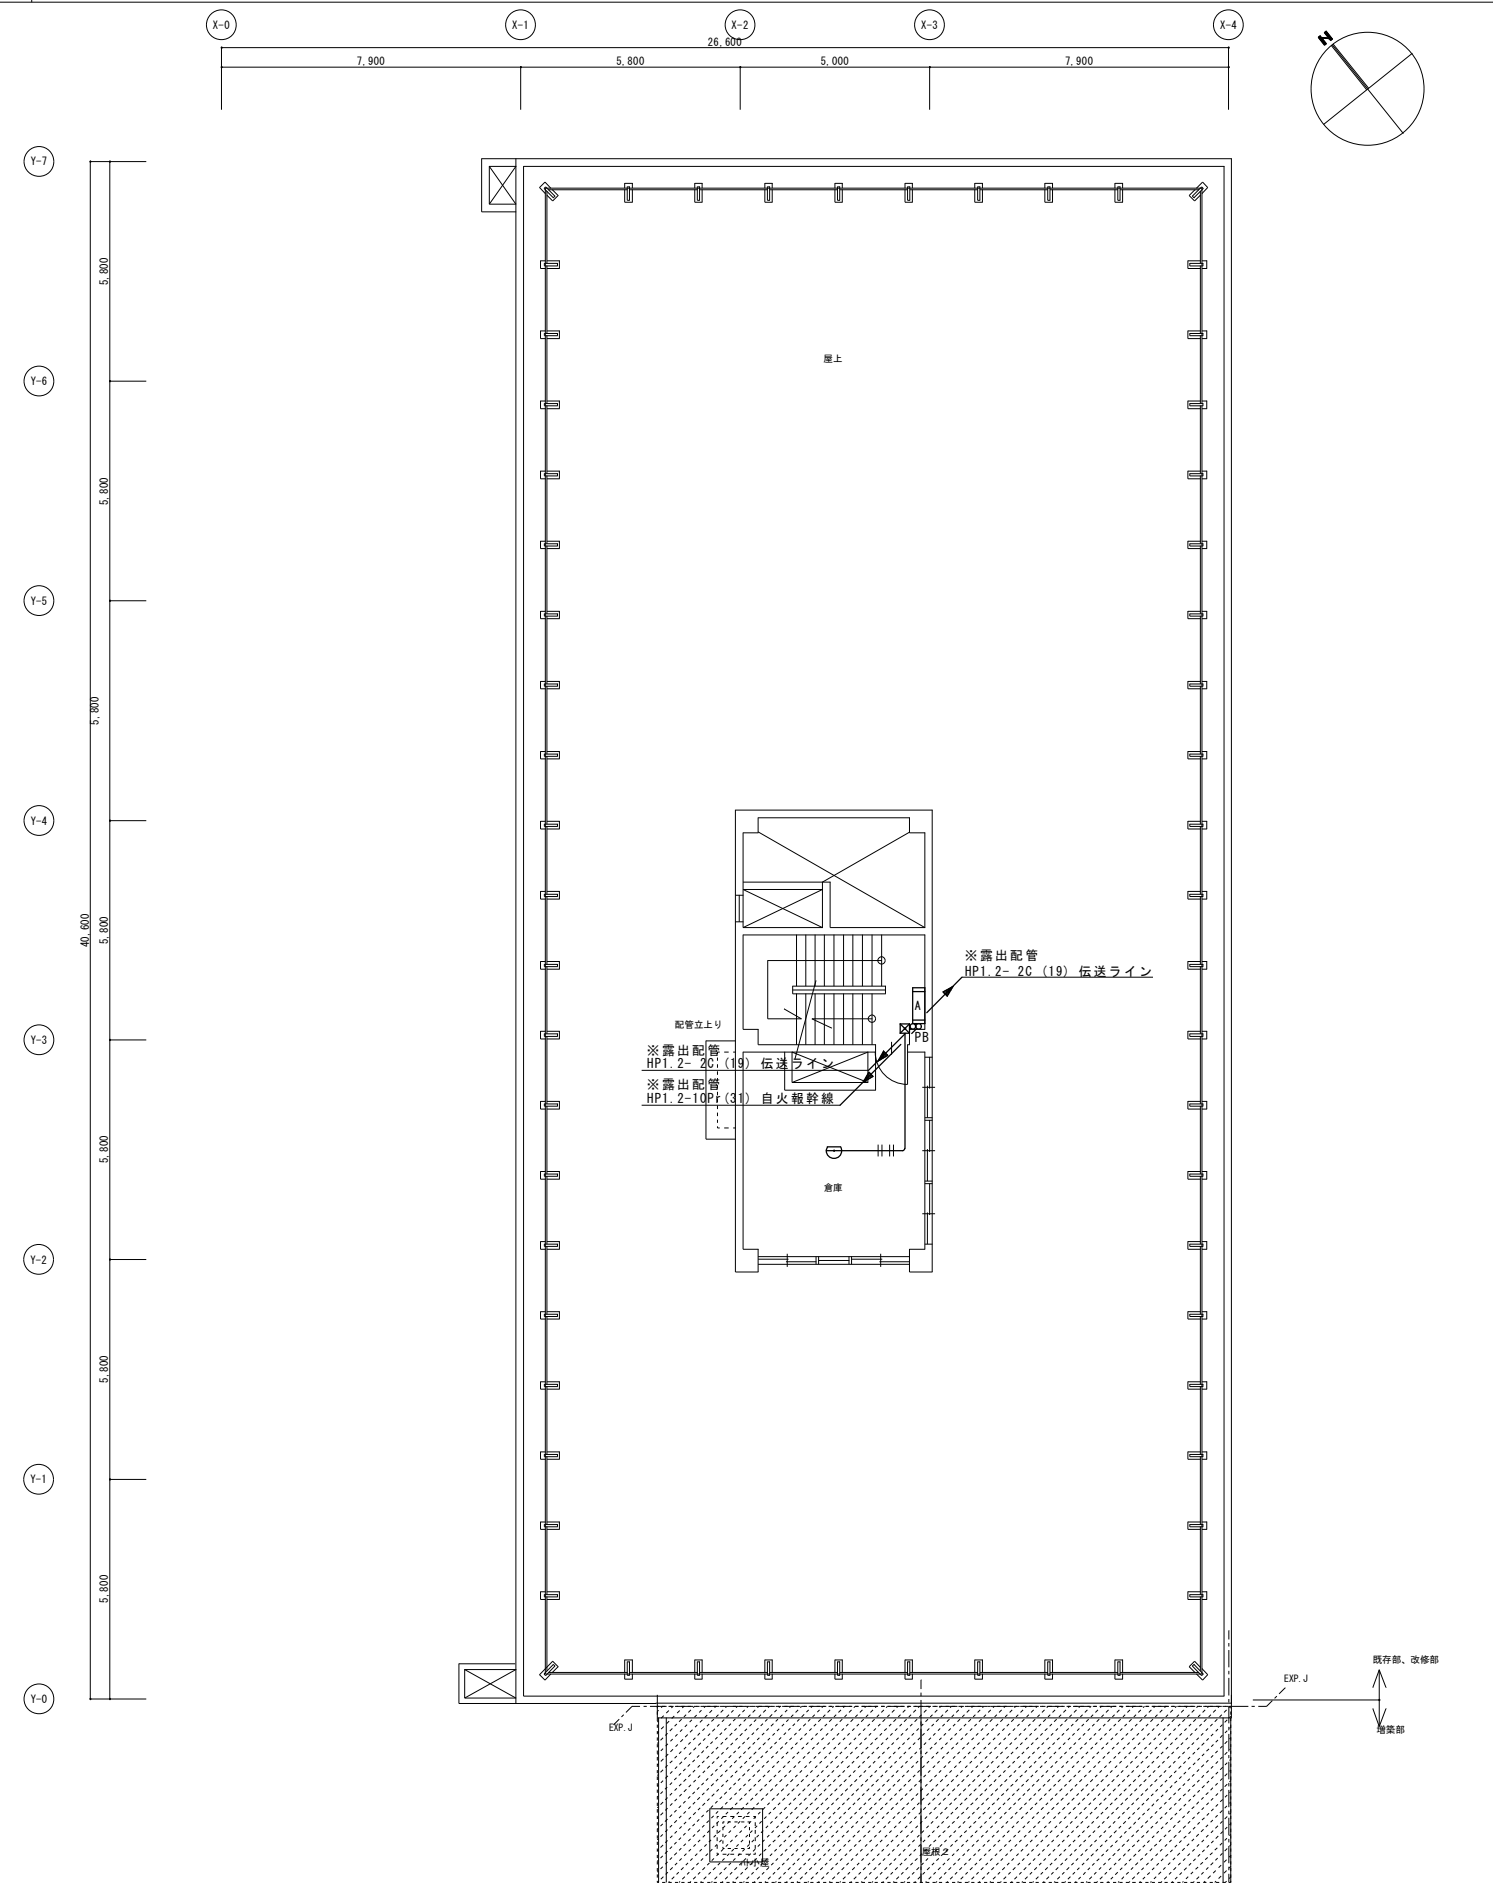 X-0 X-1 X-2 X-3 X-4
26,600
7,900 5,800 5,000 7,900
N
Y-7
5,800
Y-6
屋上
5,800
Y-5
5,800
Y-4
40,600
5,800
※露出配管
HP1.2- 2C (19) 伝送ライン
A
配管立上り
PB
Y-3
※露出配管
HP1.2- 2C (19) 伝送ライン
※露出配管
HP1.2-10Pr(31) 自火報幹線
5,800
倉庫
Y-2
5,800
Y-1
5,800
既存部、改修部
EXP.J
Y-0
EXP.J
増築部
屋根2